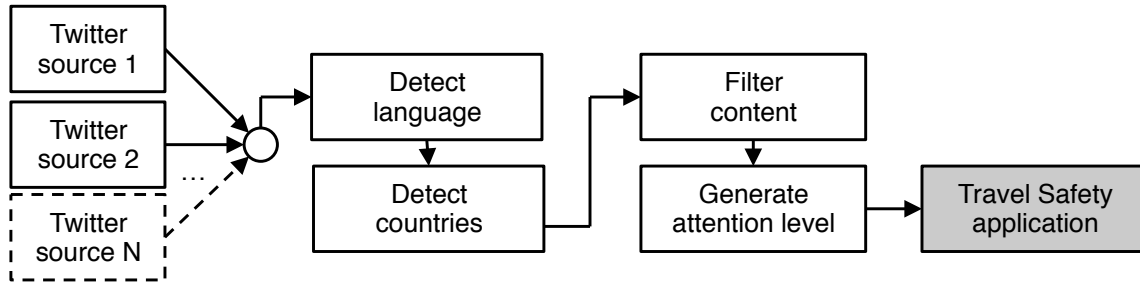 Twitter
source 1
Twitter
source 2
...
Twitter
source N
Detect
language
Detect
countries
Filter
content
Generate
attention level
Travel Safety
application